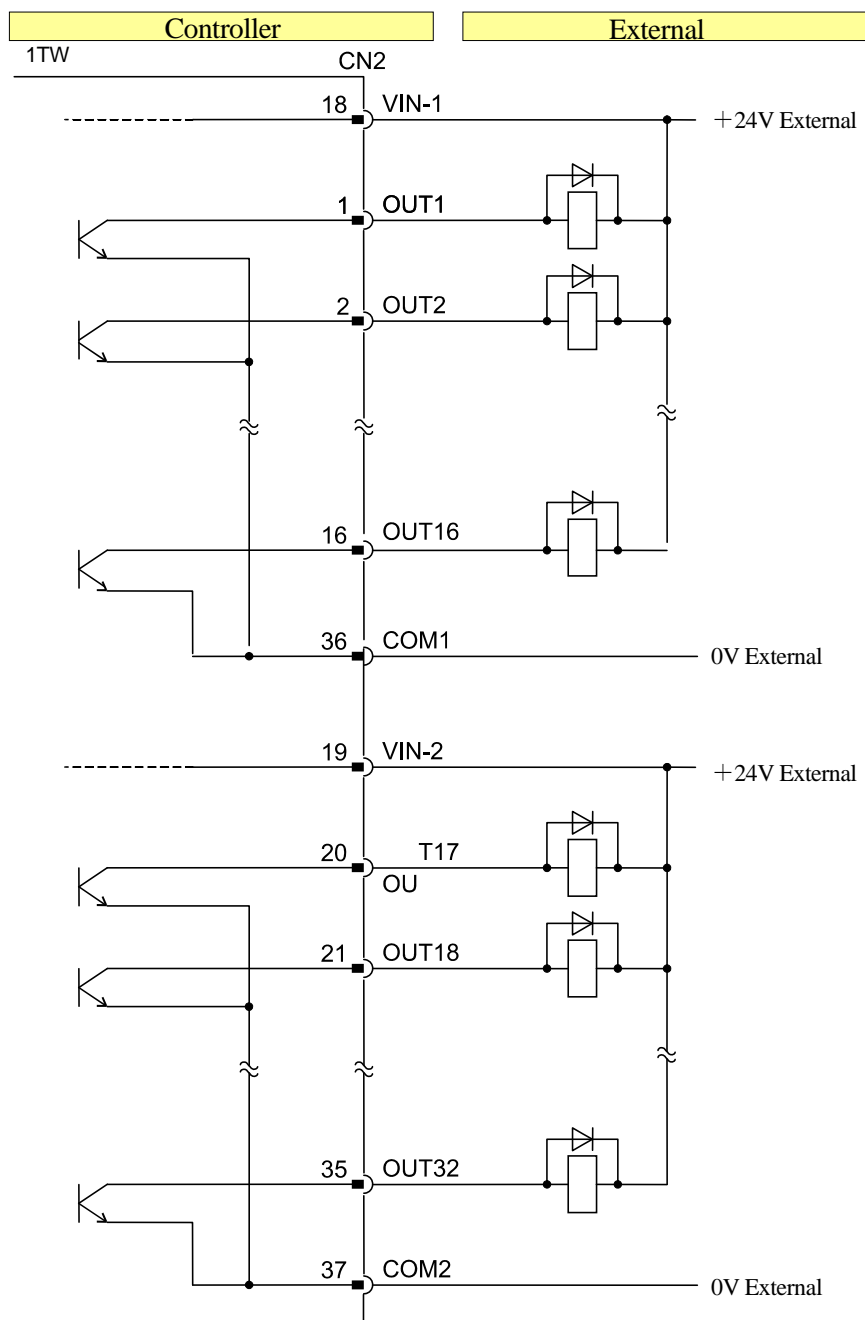 Controller External
1TW
CN2
18 VIN-1 +24V External
1 OUT1
2 OUT2
16 OUT16
36 COM1 0V External
19 VIN-2 +24V External
20 T17
OU
21 OUT18
35 OUT32
37 COM2 0V External